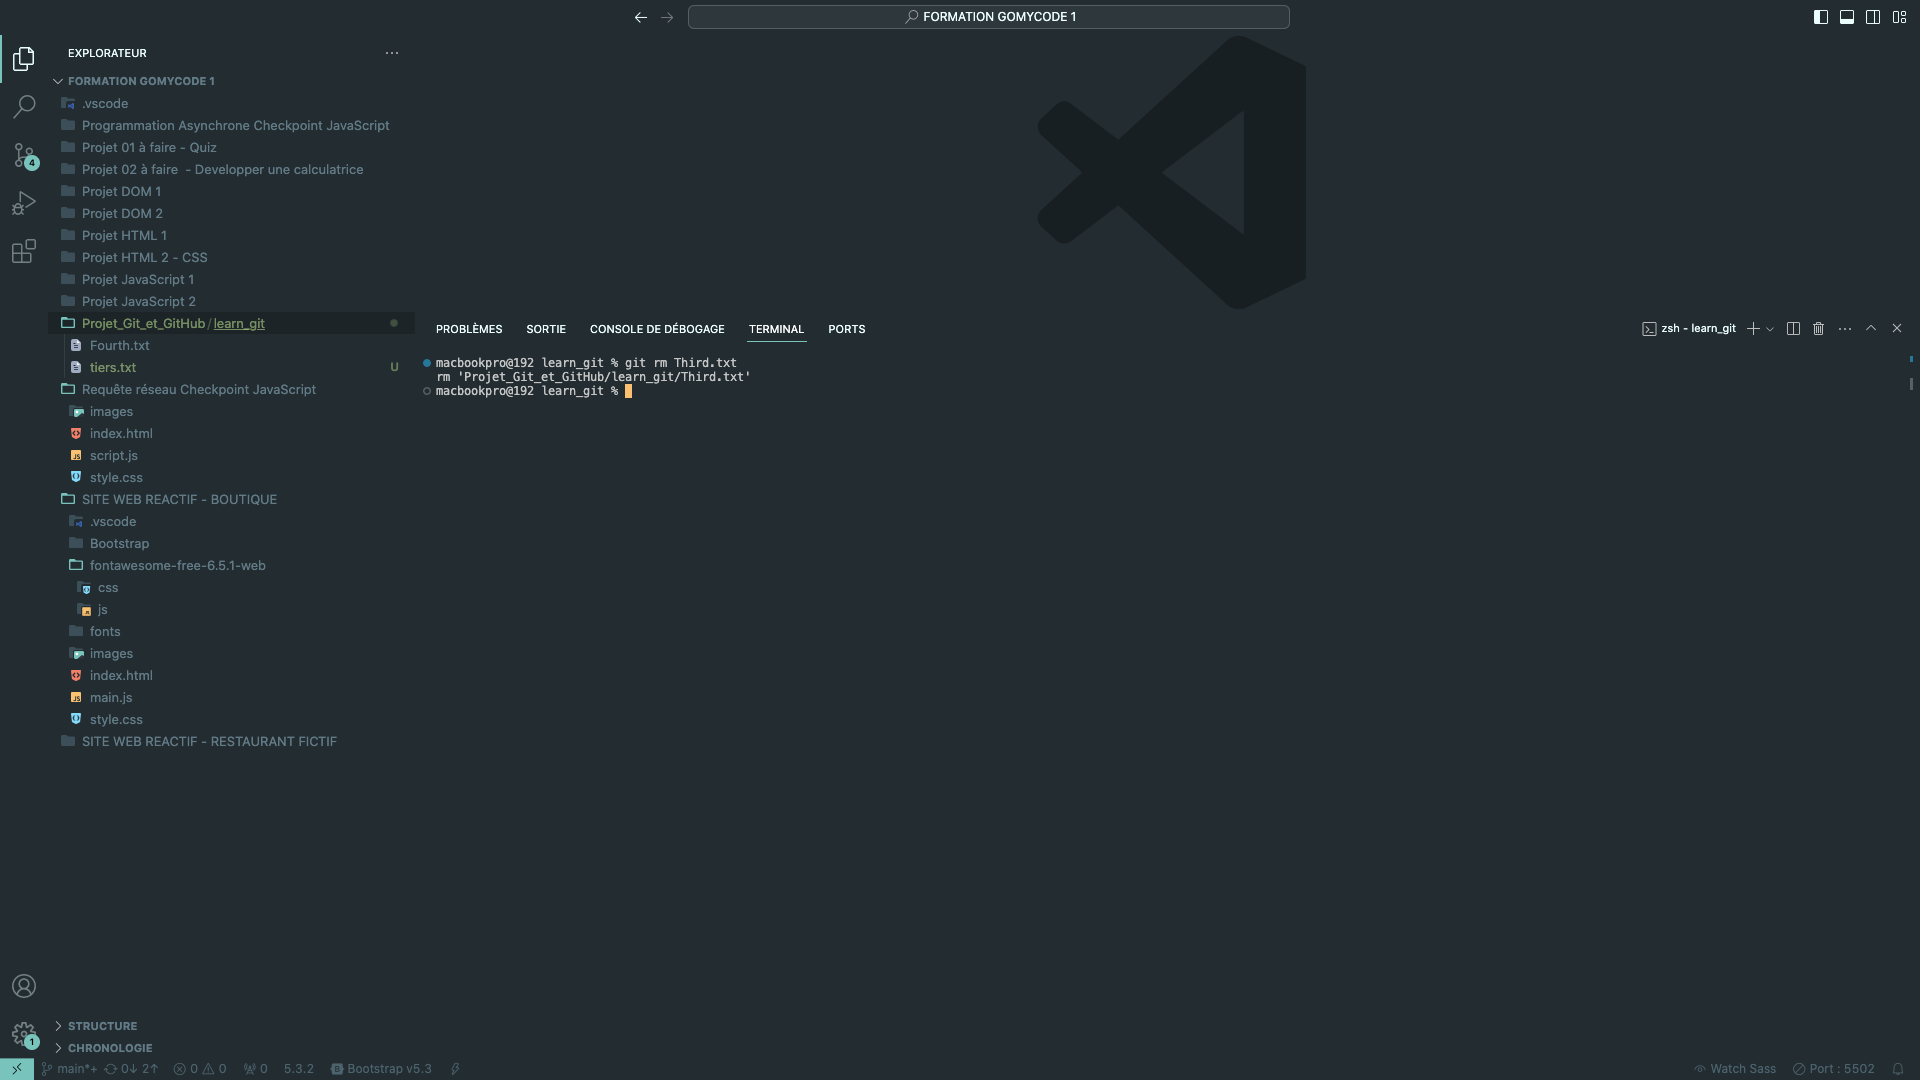 FORMATION GOMYCODE 1
EXPLORATEUR
FORMATION GOMYCODE 1
.vscode
Programmation Asynchrone Checkpoint JavaScript
Projet 01 à faire - Quiz
Projet 02 à faire  - Developper une calculatrice
Projet DOM 1
Projet DOM 2
Projet HTML 1
Projet HTML 2 - CSS
Projet JavaScript 1
Projet JavaScript 2
Projet_Git_et_GitHub / learn_git
Fourth.txt
tiers.txt U
Requête réseau Checkpoint JavaScript
images
index.html
script.js
style.css
SITE WEB REACTIF - BOUTIQUE
.vscode
Bootstrap
fontawesome-free-6.5.1-web
css
js
fonts
images
index.html
main.js
style.css
SITE WEB REACTIF - RESTAURANT FICTIF
4
1
STRUCTURE
CHRONOLOGIE
PROBLÈMES SORTIE CONSOLE DE DÉBOGAGE TERMINAL PORTS
zsh - learn_git
macbookpro@192 learn_git % git rm Third.txt
rm 'Projet_Git_et_GitHub/learn_git/Third.txt'
macbookpro@192 learn_git %
main*+ 0↓ 2↑ 0 0 0 5.3.2 Bootstrap v5.3 Watch Sass Port : 5502